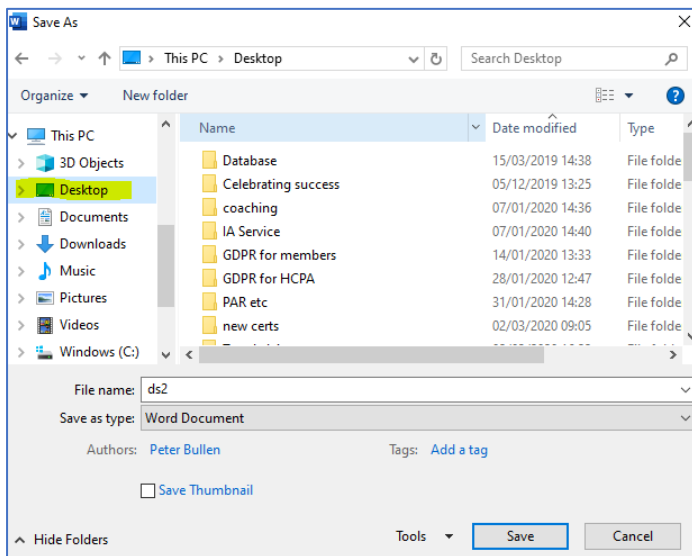 Save As
This PC > Desktop
Search Desktop
Organize
New folder
Name Date modified Type
This PC
3D Objects
Desktop
Documents
Downloads
Music
Pictures
Videos
Windows (C:)
Database 15/03/2019 14:38 File folde
Celebrating success 05/12/2019 13:25 File folde
coaching 07/01/2020 14:36 File folde
IA Service 07/01/2020 14:40 File folde
GDPR for members 14/01/2020 13:33 File folde
GDPR for HCPA 28/01/2020 12:47 File folde
PAR etc 31/01/2020 14:28 File folde
new certs 02/03/2020 09:05 File folde
File name: ds2
Save as type: Word Document
Authors: Peter Bullen Tags: Add a tag
Save Thumbnail
Hide Folders
Tools Save Cancel